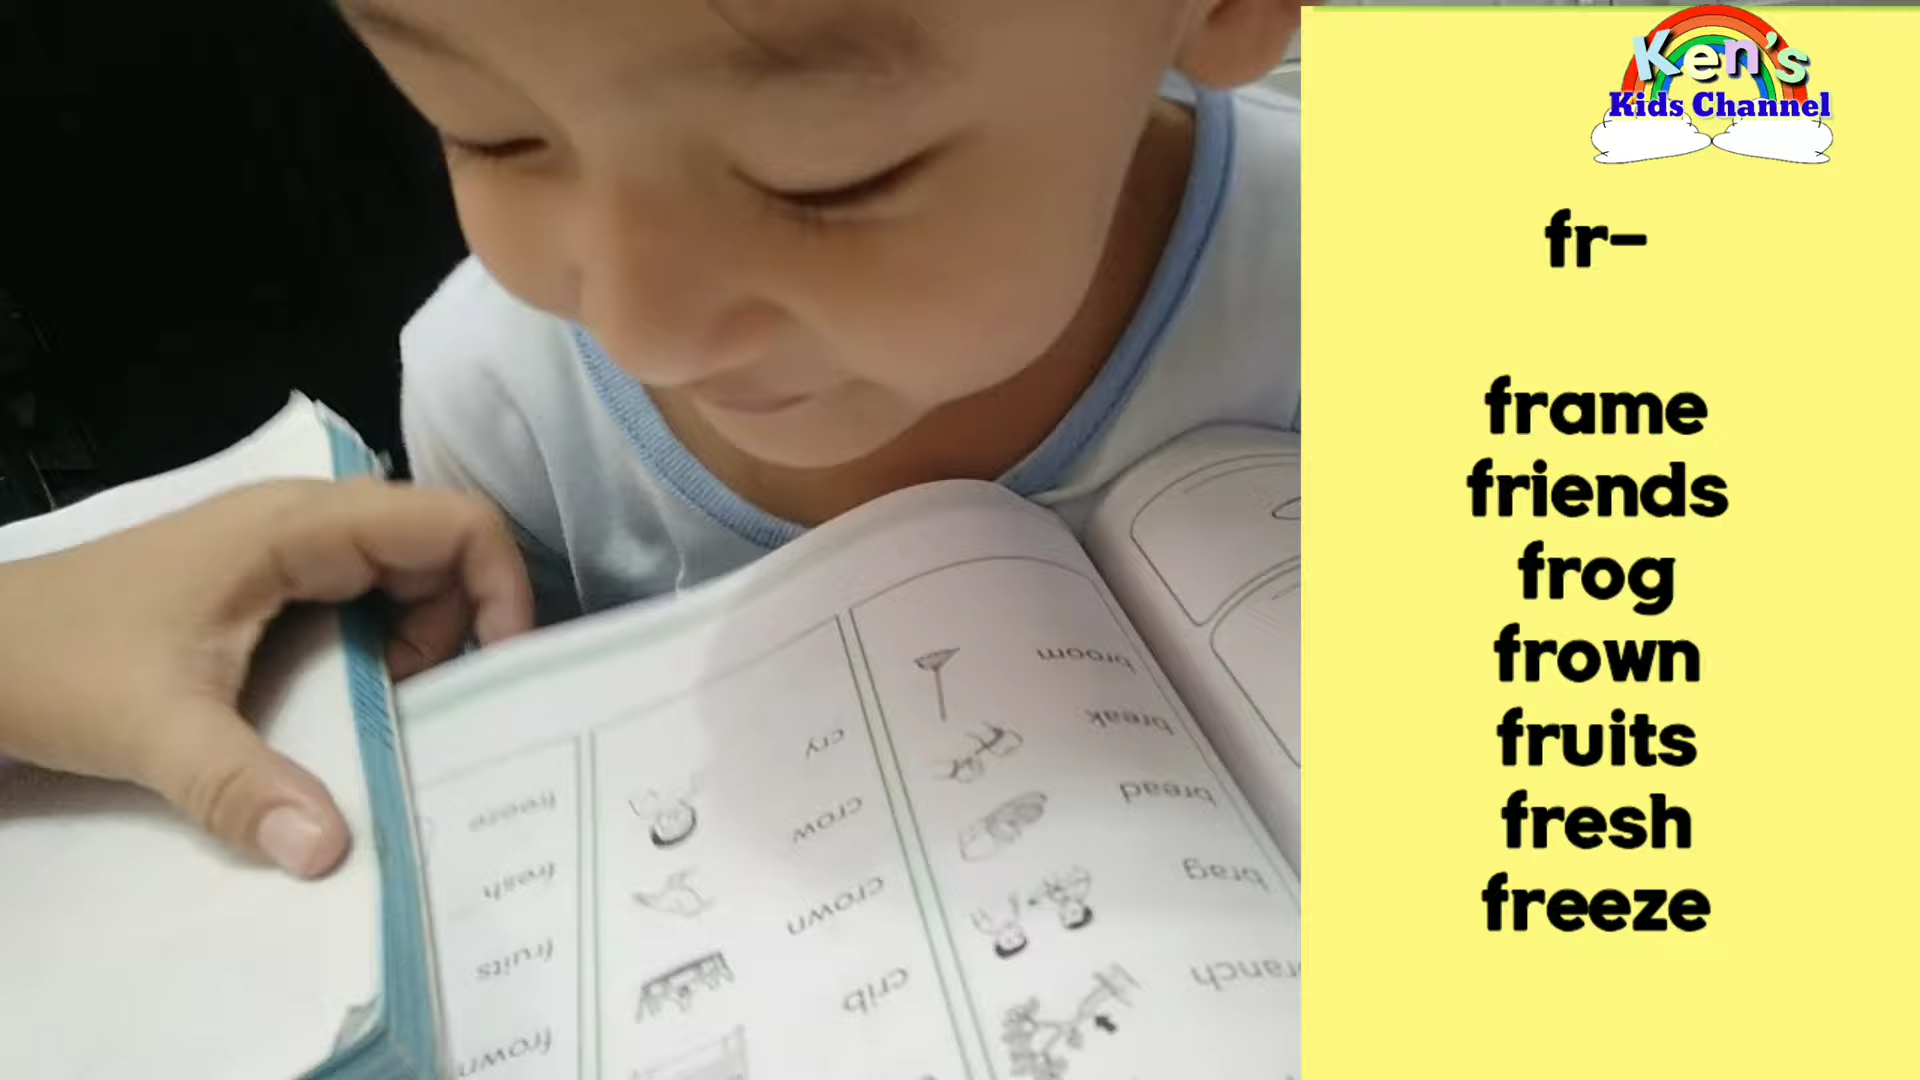 Ken's
Kids Channel
fr-
frame
friends
frog
frown
fruits
fresh
freeze
broom
break
bread
brag
cry
crow
crown
crib
freeze
fresh
fruits
frown